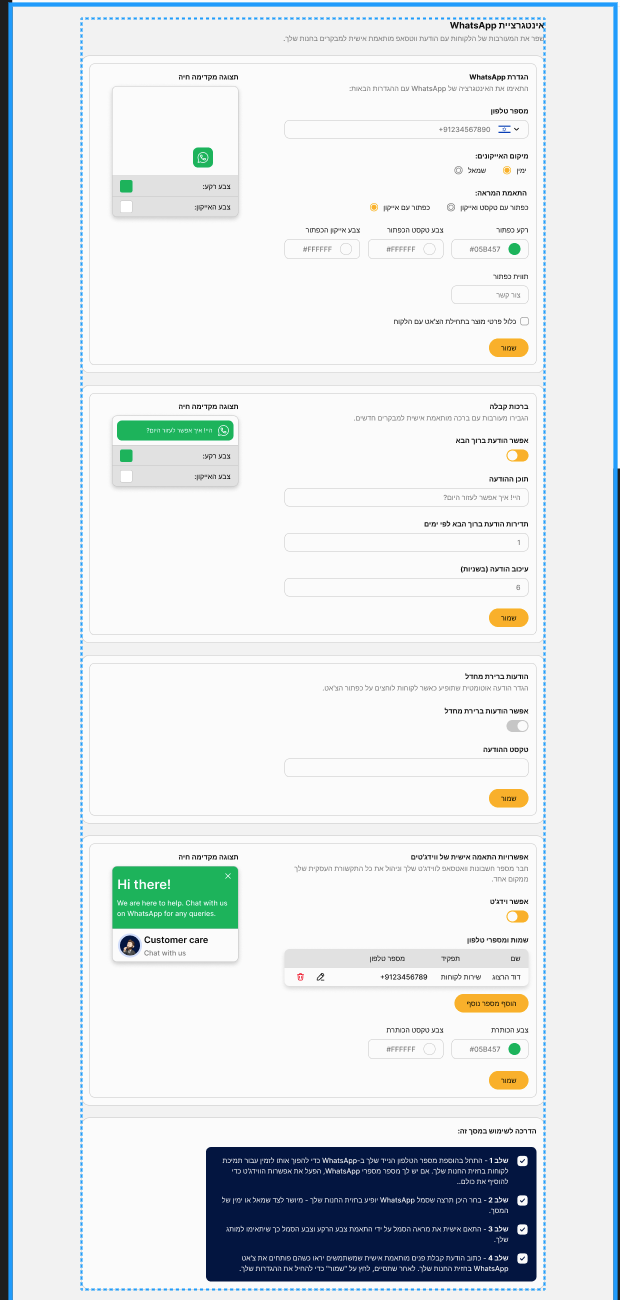 אינטגרציית WhatsApp
שפר את המעורבות של הלקוחות עם הודעת ווטסאפ מותאמת אישית למבקרים בחנות שלך.
הגדרת WhatsApp
התאימו את האינטגרציה של WhatsApp עם ההגדרות הבאות:
מספר טלפון
+91234567890
מיקום האייקונים:
ימין
שמאל
התאמת המראה:
כפתור עם טקסט ואייקון
כפתור עם אייקון
רקע כפתור
צבע טקסט הכפתור
צבע אייקון הכפתור
#05B457
#FFFFFF
#FFFFFF
תווית כפתור
צור קשר
כלול פרטי מוצר בתחילת הצ'אט עם הלקוח
שמור
תצוגה מקדימה חיה
צבע רקע:
צבע האייקון:
ברכות קבלה
הגבירו מעורבות עם ברכה מותאמת אישית למבקרים חדשים.
אפשר הודעת ברוך הבא
תוכן ההודעה
היי! איך אפשר לעזור היום?
תדירות הודעת ברוך הבא לפי ימים
1
עיכוב הודעה (בשניות)
6
שמור
תצוגה מקדימה חיה
היי! איך אפשר לעזור היום?
צבע רקע:
צבע האייקון:
הודעות ברירת מחדל
הגדר הודעה אוטומטית שתופיע כאשר לקוחות לוחצים על כפתור הצ'אט.
אפשר הודעות ברירת מחדל
טקסט ההודעה
שמור
אפשרויות התאמה אישית של ווידג'טים
חבר מספר חשבונות וואטסאפ לווידג'ט שלך וניהול את כל התקשורת העסקית שלך
ממקום אחד.
אפשר וידג'ט
שמות ומספרי טלפון
שם תפקיד מספר טלפון
דוד הרצוג שירות לקוחות +9123456789
הוסף מספר נוסף
צבע הכותרת
צבע טקסט הכותרת
#05B457
#FFFFFF
שמור
תצוגה מקדימה חיה
Hi there!
We are here to help. Chat with us
on WhatsApp for any queries.
Customer care
Chat with us
הדרכה לשימוש במסך זה:
שלב 1 - התחל בהוספת מספר הטלפון הנייד שלך ב-WhatsApp כדי להפוך אותו לזמין עבור תמיכת
לקוחות בחזית החנות שלך. אם יש לך מספר מספרי WhatsApp, הפעל את אפשרות הווידג'ט כדי
להוסיף את כולם..
שלב 2 - בחר היכן תרצה שסמל WhatsApp יופיע בחזית החנות שלך - מיושר לצד שמאל או ימין של
המסך.
שלב 3 - התאם אישית את מראה הסמל על ידי התאמת צבע הרקע וצבע הסמל כך שיתאימו למותג
שלך.
שלב 4 - כתוב הודעת קבלת פנים מותאמת אישית שמשתמשים יראו כשהם פותחים את צ'אט
WhatsApp בחזית החנות שלך. לאחר שתסיים, לחץ על "שמור" כדי להחיל את ההגדרות שלך.